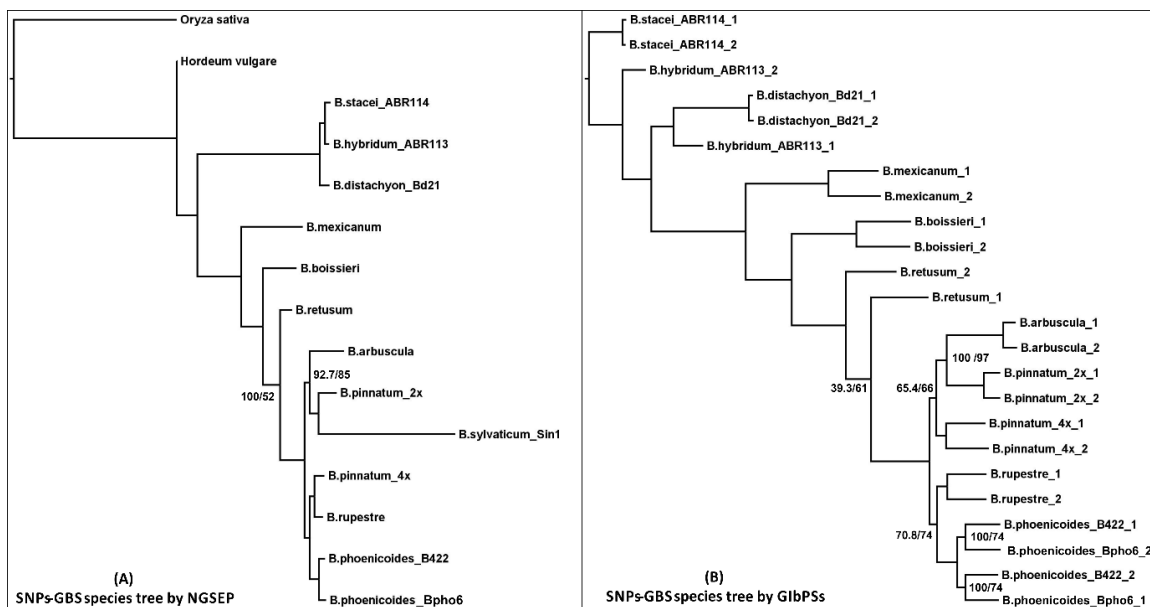 Oryza sativa
Hordeum vulgare
B.stacei_ABR114
B.hybridum_ABR113
B.distachyon_Bd21
B.mexicanum
B.boissieri
B.retusum
B.arbuscula
92.7/85
B.pinnatum_2x
100/52
B.sylvaticum_Sin1
B.pinnatum_4x
B.rupestre
B.phoenicoides_B422
B.phoenicoides_Bpho6
(A)
SNPs-GBS species tree by NGSEP
B.stacei_ABR114_1
B.stacei_ABR114_2
B.hybridum_ABR113_2
B.distachyon_Bd21_1
B.distachyon_Bd21_2
B.hybridum_ABR113_1
B.mexicanum_1
B.mexicanum_2
B.boissieri_1
B.boissieri_2
B.retusum_2
B.retusum_1
B.arbuscula_1
B.arbuscula_2
100 /97
B.pinnatum_2x_1
39.3/61
65.4/66
B.pinnatum_2x_2
B.pinnatum_4x_1
B.pinnatum_4x_2
B.rupestre_1
B.rupestre_2
B.phoenicoides_B422_1
70.8/74
100/74
B.phoenicoides_Bpho6_2
B.phoenicoides_B422_2
100/74
B.phoenicoides_Bpho6_1
(B)
SNPs-GBS species tree by GIbPSs